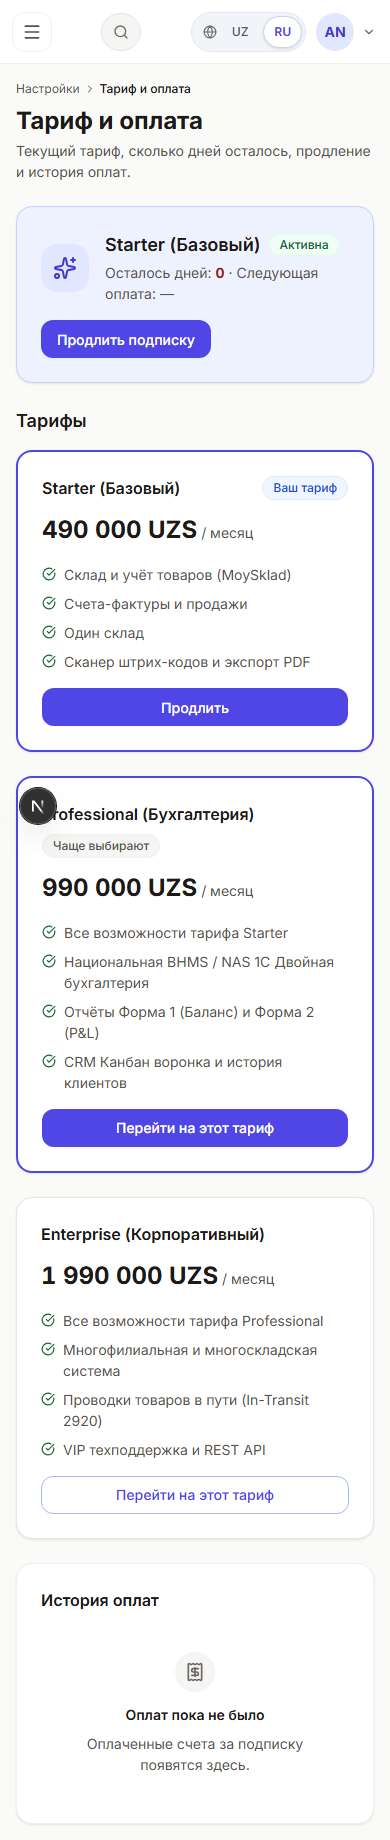 UZ RU AN
Настройки > Тариф и оплата
Тариф и оплата
Текущий тариф, сколько дней осталось, продление
и история оплат.
Starter (Базовый) Активна
Осталось дней: 0 · Следующая
оплата: —
Продлить подписку
Тарифы
Starter (Базовый) Ваш тариф
490 000 UZS / месяц
Склад и учёт товаров (MoySklad)
Счета-фактуры и продажи
Один склад
Сканер штрих-кодов и экспорт PDF
Продлить
N
rofessional (Бухгалтерия)
Чаще выбирают
990 000 UZS / месяц
Все возможности тарифа Starter
Национальная BHMS / NAS 1С Двойная
бухгалтерия
Отчёты Форма 1 (Баланс) и Форма 2
(P&L)
CRM Канбан воронка и история
клиентов
Перейти на этот тариф
Enterprise (Корпоративный)
1 990 000 UZS / месяц
Все возможности тарифа Professional
Многофилиальная и многоскладская
система
Проводки товаров в пути (In-Transit
2920)
VIP техподдержка и REST API
Перейти на этот тариф
История оплат
Оплат пока не было
Оплаченные счета за подписку
появятся здесь.